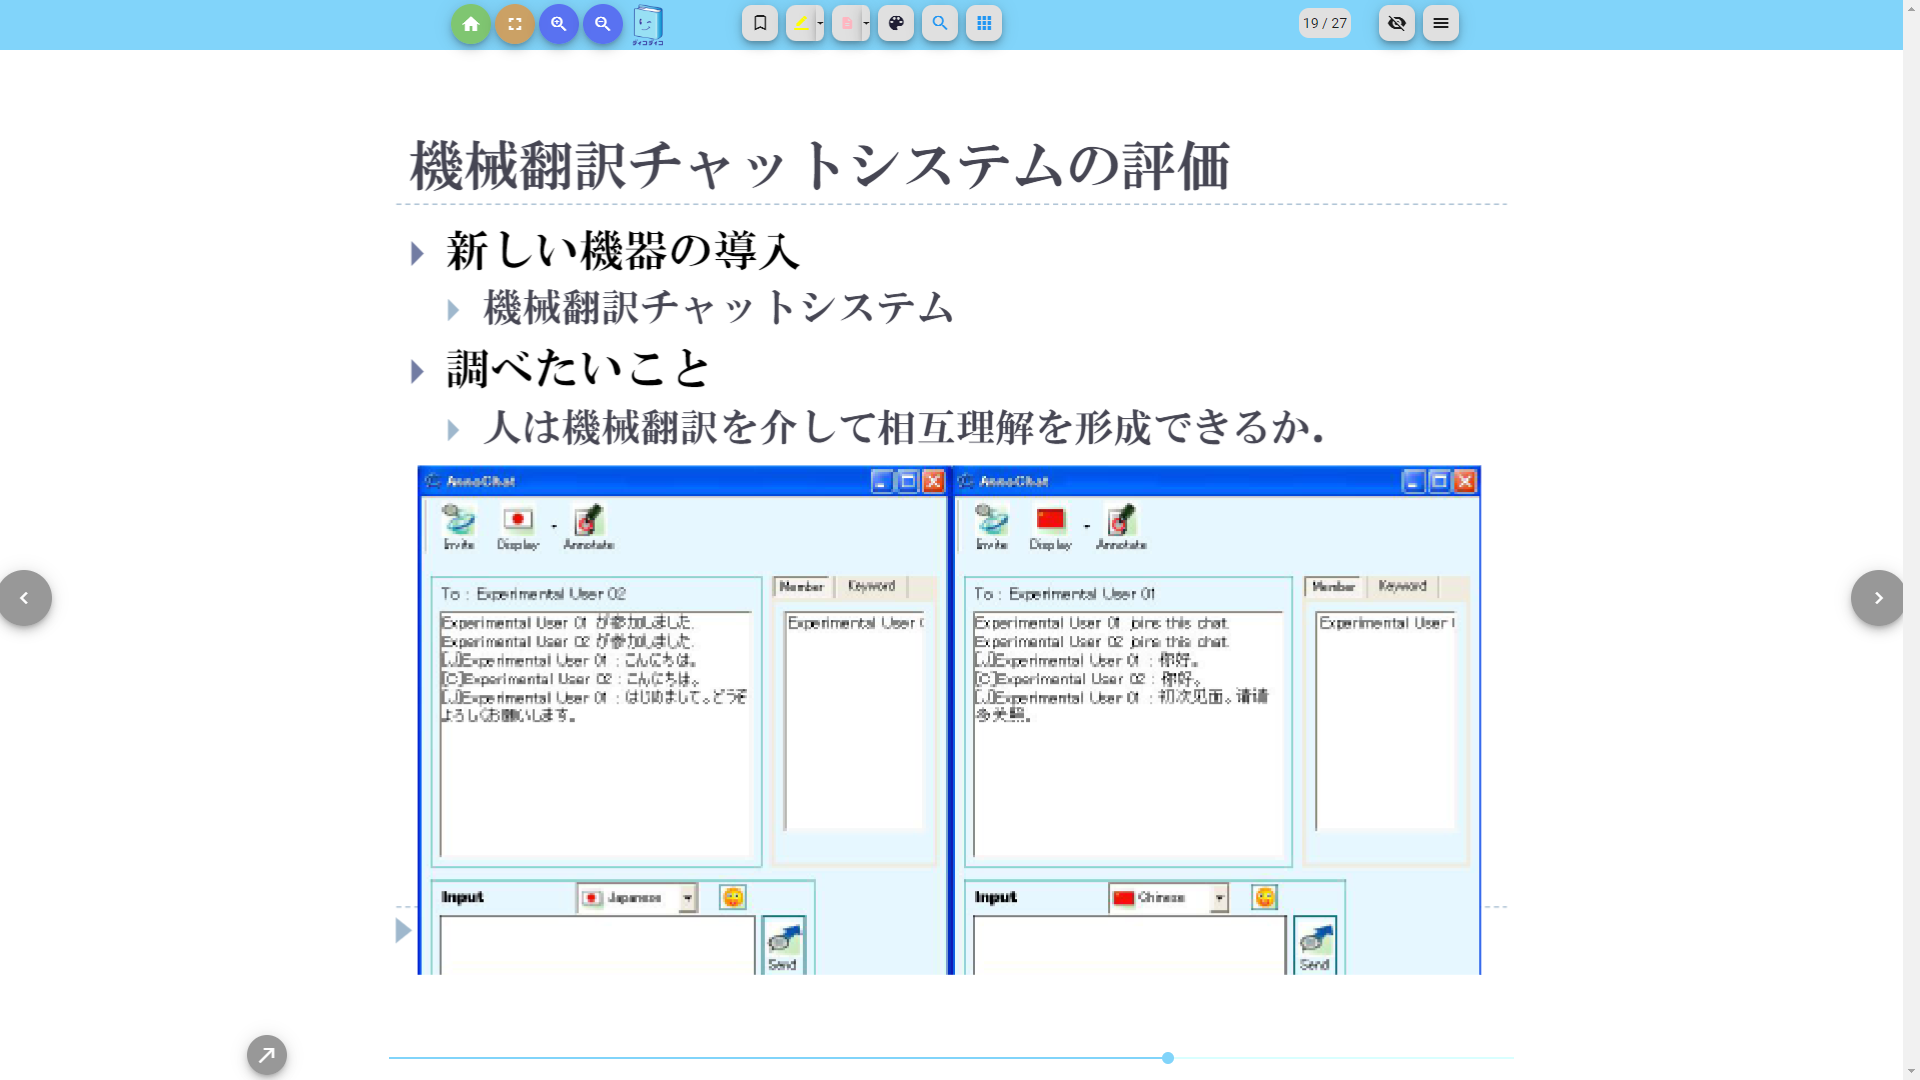 ダィコダィコ
19 / 27
機械翻訳チャットシステムの評価
新しい機器の導入
機械翻訳チャットシステム
調べたいこと
人は機械翻訳を介して相互理解を形成できるか．
AnnoChat
Invite Display Annotate
To : Experimental User 02
Member Keyword
Experimental User 01 が参加しました.
Experimental User 02 が参加しました.
[J]Experimental User 01 : こんにちは。
[C]Experimental User 02 : こんにちは。
[J]Experimental User 01 : はじめまして。どうぞ
よろしくお願いします。
Experimental User
Input
Japanese
Send
AnnoChat
Invite Display Annotate
To : Experimental User 01
Member Keyword
Experimental User 01 joins this chat.
Experimental User 02 joins this chat.
[J]Experimental User 01 : 你好。
[C]Experimental User 02 : 你好。
[J]Experimental User 01 : 初次见面。请请
多关照。
Experimental User
Input
Chinese
Send